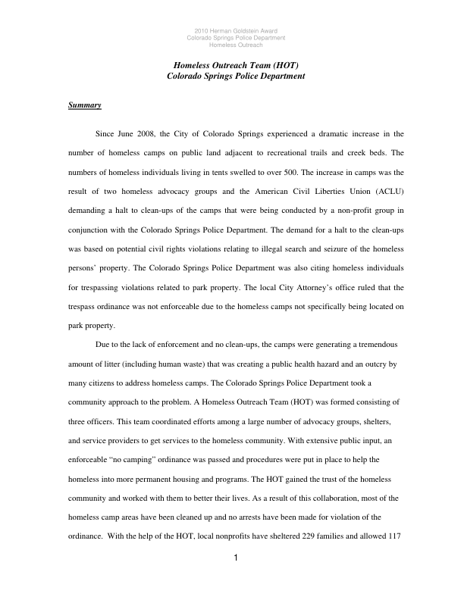 2010 Herman Goldstein Award
Colorado Springs Police Department
Homeless Outreach
Homeless Outreach Team (HOT)
Colorado Springs Police Department
Summary
Since June 2008, the City of Colorado Springs experienced a dramatic increase in the
number of homeless camps on public land adjacent to recreational trails and creek beds. The
numbers of homeless individuals living in tents swelled to over 500. The increase in camps was the
result of two homeless advocacy groups and the American Civil Liberties Union (ACLU)
demanding a halt to clean-ups of the camps that were being conducted by a non-profit group in
conjunction with the Colorado Springs Police Department. The demand for a halt to the clean-ups
was based on potential civil rights violations relating to illegal search and seizure of the homeless
persons' property. The Colorado Springs Police Department was also citing homeless individuals
for trespassing violations related to park property. The local City Attorney's office ruled that the
trespass ordinance was not enforceable due to the homeless camps not specifically being located on
park property.
Due to the lack of enforcement and no clean-ups, the camps were generating a tremendous
amount of litter (including human waste) that was creating a public health hazard and an outcry by
many citizens to address homeless camps. The Colorado Springs Police Department took a
community approach to the problem. A Homeless Outreach Team (HOT) was formed consisting of
three officers. This team coordinated efforts among a large number of advocacy groups, shelters,
and service providers to get services to the homeless community. With extensive public input, an
enforceable "no camping" ordinance was passed and procedures were put in place to help the
homeless into more permanent housing and programs. The HOT gained the trust of the homeless
community and worked with them to better their lives. As a result of this collaboration, most of the
homeless camp areas have been cleaned up and no arrests have been made for violation of the
ordinance. With the help of the HOT, local nonprofits have sheltered 229 families and allowed 117
1